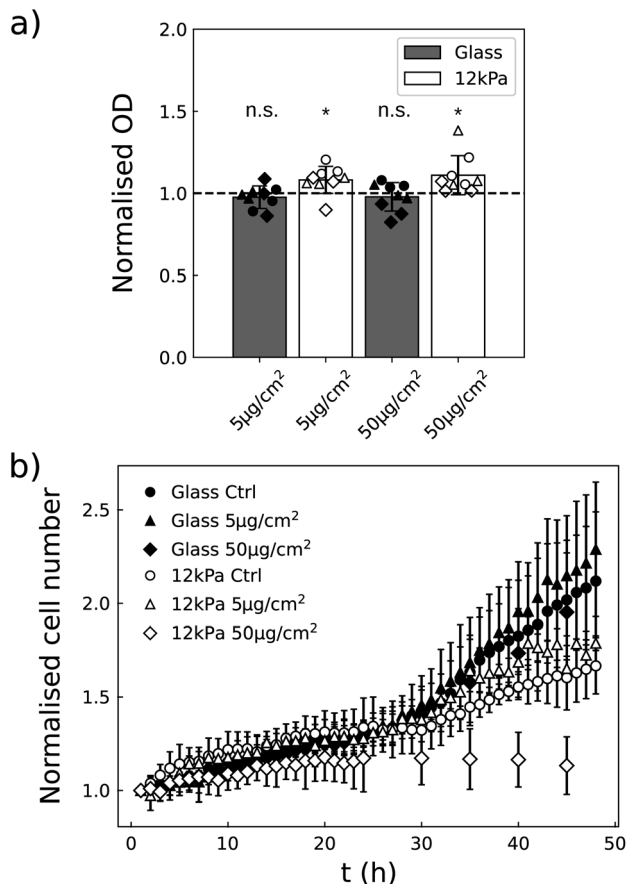 a)
2.0
1.5
1.0
0.5
0.0
Normalised OD
Glass
12kPa
n.s.
*
n.s.
*
5µg/cm²
5µg/cm²
50µg/cm²
50µg/cm²
b)
2.5
2.0
1.5
1.0
Normalised cell number
Glass Ctrl
Glass 5µg/cm²
Glass 50µg/cm²
12kPa Ctrl
12kPa 5µg/cm²
12kPa 50µg/cm²
0
10
20
30
40
50
t (h)